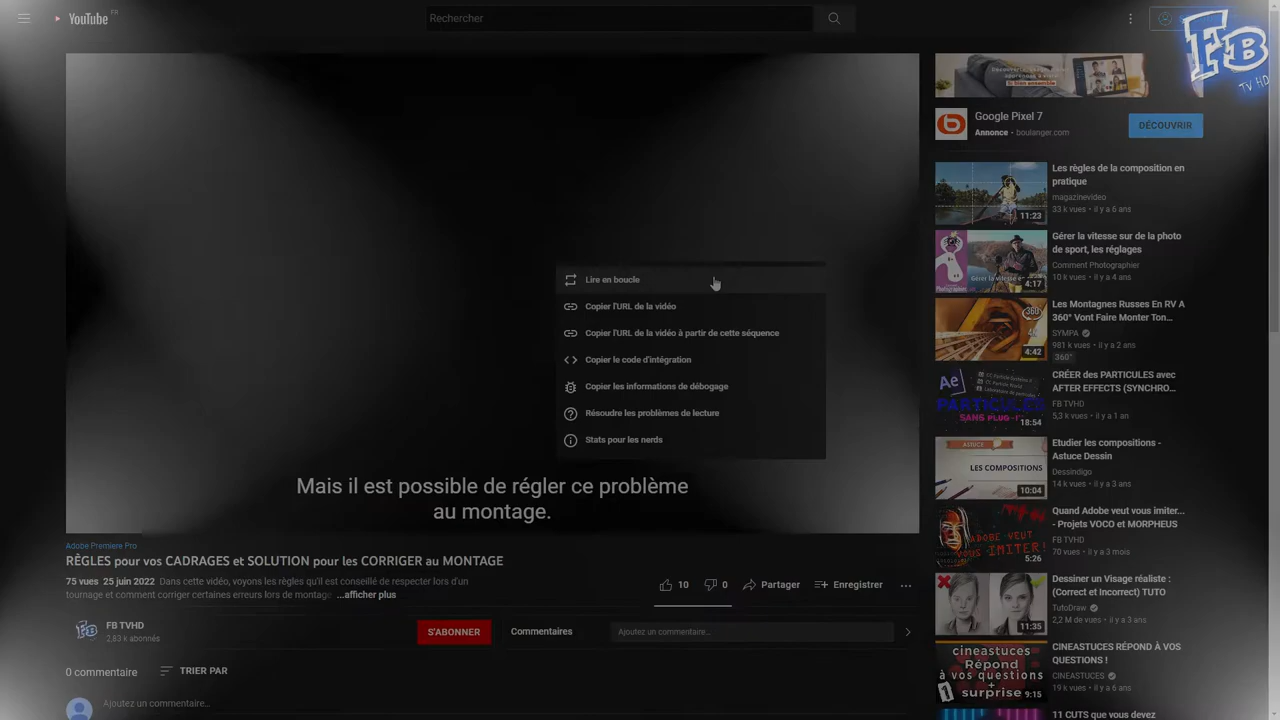 YouTube
FR
Rechercher
FB
TV HD
Google Pixel 7
Annonce - boulanger.com
DÉCOUVRIR
Lire en boucle
Copier l'URL de la vidéo
Copier l'URL de la vidéo à partir de cette séquence
Copier le code d'intégration
Copier les informations de débogage
Résoudre les problèmes de lecture
Stats pour les nerds
Mais il est possible de régler ce problème
au montage.
Adobe Premiere Pro
RÈGLES pour vos CADRAGES et SOLUTION pour les CORRIGER au MONTAGE
75 vues 25 juin 2022 Dans cette vidéo, voyons les règles qu'il est conseillé de respecter lors d'un
tournage et comment corriger certaines erreurs lors de montage ...afficher plus
10
0
Partager
Enregistrer
FB TVHD
2,83 k abonnés
S'ABONNER
Commentaires
Ajoutez un commentaire...
0 commentaire
TRIER PAR
Ajoutez un commentaire...
Les règles de la composition en
pratique
magazinevideo
33 k vues • il y a 6 ans
11:23
Gérer la vitesse sur de la photo
de sport, les réglages
Comment Photographier
10 k vues • il y a 4 ans
4:17
Les Montagnes Russes En RV A
360° Vont Faire Monter Ton...
SYMPA
981 k vues • il y a 2 ans
360°
4:42
CRÉER des PARTICULES avec
AFTER EFFECTS (SYNCHRO...
FB TVHD
5,3 k vues • il y a 1 an
Ae
PARTICULES
SANS PLUG-I
18:54
Etudier les compositions -
Astuce Dessin
Dessindigo
14 k vues • il y a 3 ans
ASTUCE
LES COMPOSITIONS
10:04
Quand Adobe veut vous imiter...
- Projets VOCO et MORPHEUS
FB TVHD
70 vues • il y a 3 mois
ADOBE VEUT
VOUS IMITER!
5:26
Dessiner un Visage réaliste :
(Correct et Incorrect) TUTO
TutoDraw
2,2 M de vues • il y a 3 ans
11:35
CINEASTUCES RÉPOND À VOS
QUESTIONS !
CINEASTUCES
19 k vues • il y a 6 ans
cineastuces
Répond
à vos questions
+
surprise
9:15
11 CUTS que vous devez